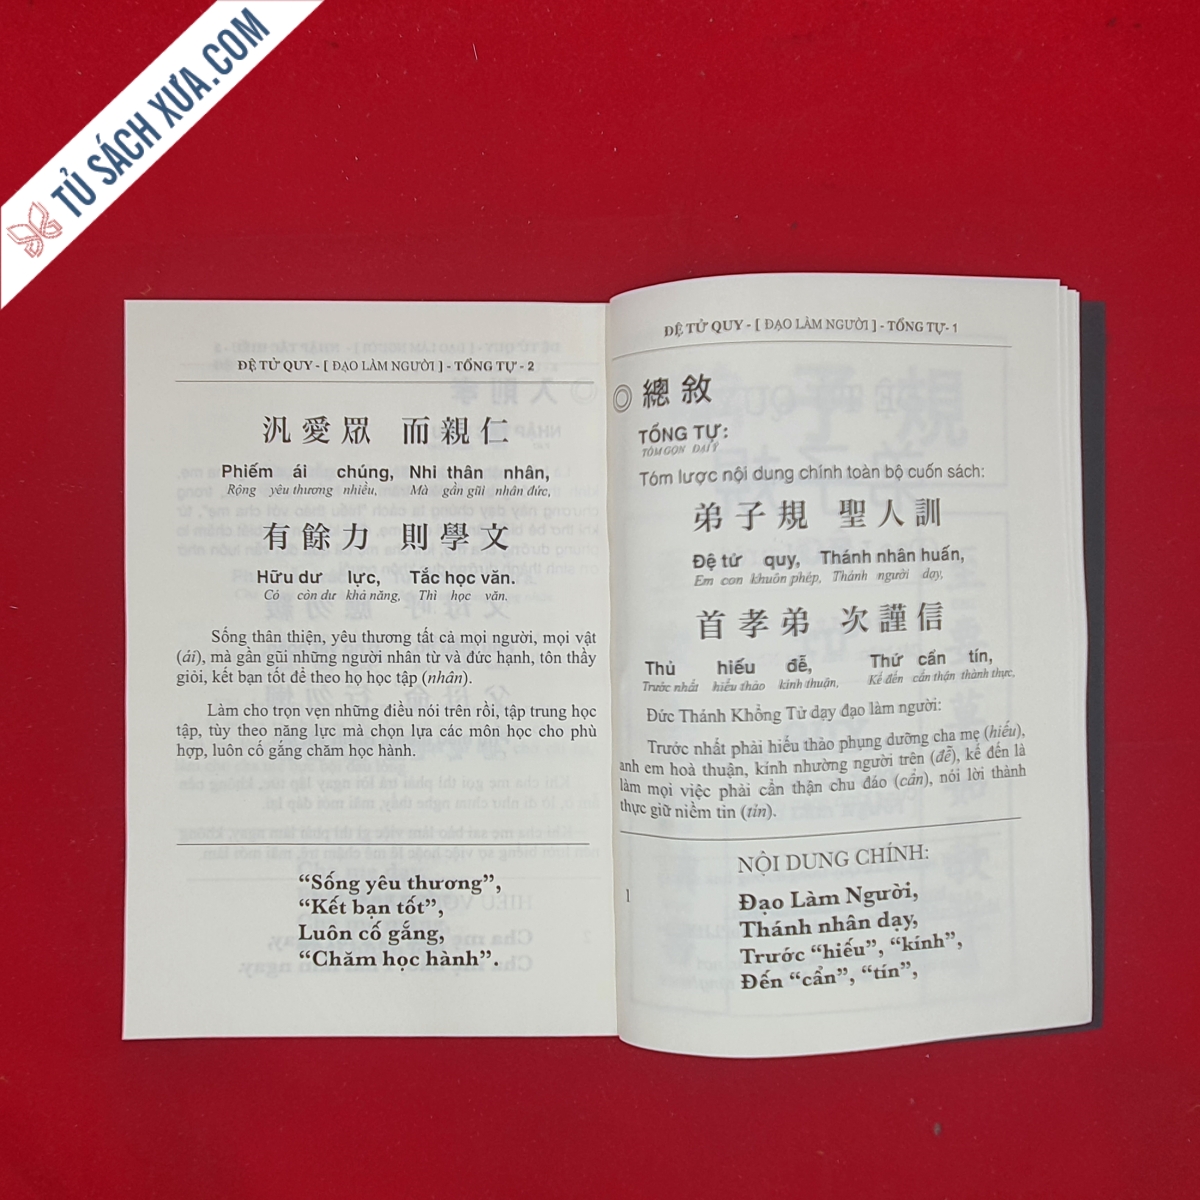 TỦ SÁCH XƯA.COM
ĐỆ TỬ QUY - [ ĐẠO LÀM NGƯỜI ] - TỔNG TỰ - 2
汎愛眾 而親仁
Phiếm ái chúng, Nhi thân nhân,
Rộng yêu thương nhiều, Mà gần gũi nhân đức,
有餘力 則學文
Hữu dư lực, Tắc học văn.
Có còn dư khả năng, Thì học văn.
Sống thân thiện, yêu thương tất cả mọi người, mọi vật
(ái), mà gần gũi những người nhân từ và đức hạnh, tôn thầy
giỏi, kết bạn tốt để theo họ học tập (nhân).
Làm cho trọn vẹn những điều nói trên rồi, tập trung học
tập, tùy theo năng lực mà chọn lựa các môn học cho phù
hợp, luôn cố gắng chăm học hành.
“Sống yêu thương”,
“Kết bạn tốt”,
Luôn cố gắng,
“Chăm học hành”.
ĐỆ TỬ QUY - [ ĐẠO LÀM NGƯỜI ] - TỔNG TỰ - 1
總敘
TỔNG TỰ:
TÓM GỌN ĐẠI Ý
Tóm lược nội dung chính toàn bộ cuốn sách:
弟子規 聖人訓
Đệ tử quy, Thánh nhân huấn,
Em con khuôn phép, Thánh người dạy,
首孝弟 次謹信
Thủ hiếu đễ, Thứ cẩn tín,
Trước nhất hiếu thảo kính thuận, Kế đến cẩn thận thành thực,
Đức Thánh Khổng Tử dạy đạo làm người:
Trước nhất phải hiếu thảo phụng dưỡng cha mẹ (hiếu),
anh em hoà thuận, kính nhường người trên (đễ), kế đến là
làm mọi việc phải cẩn thận chu đáo (cẩn), nói lời thành
thực giữ niềm tin (tín).
NỘI DUNG CHÍNH:
1
Đạo Làm Người,
Thánh nhân dạy,
Trước “hiếu”, “kính”,
Đến “cẩn”, “tín”,